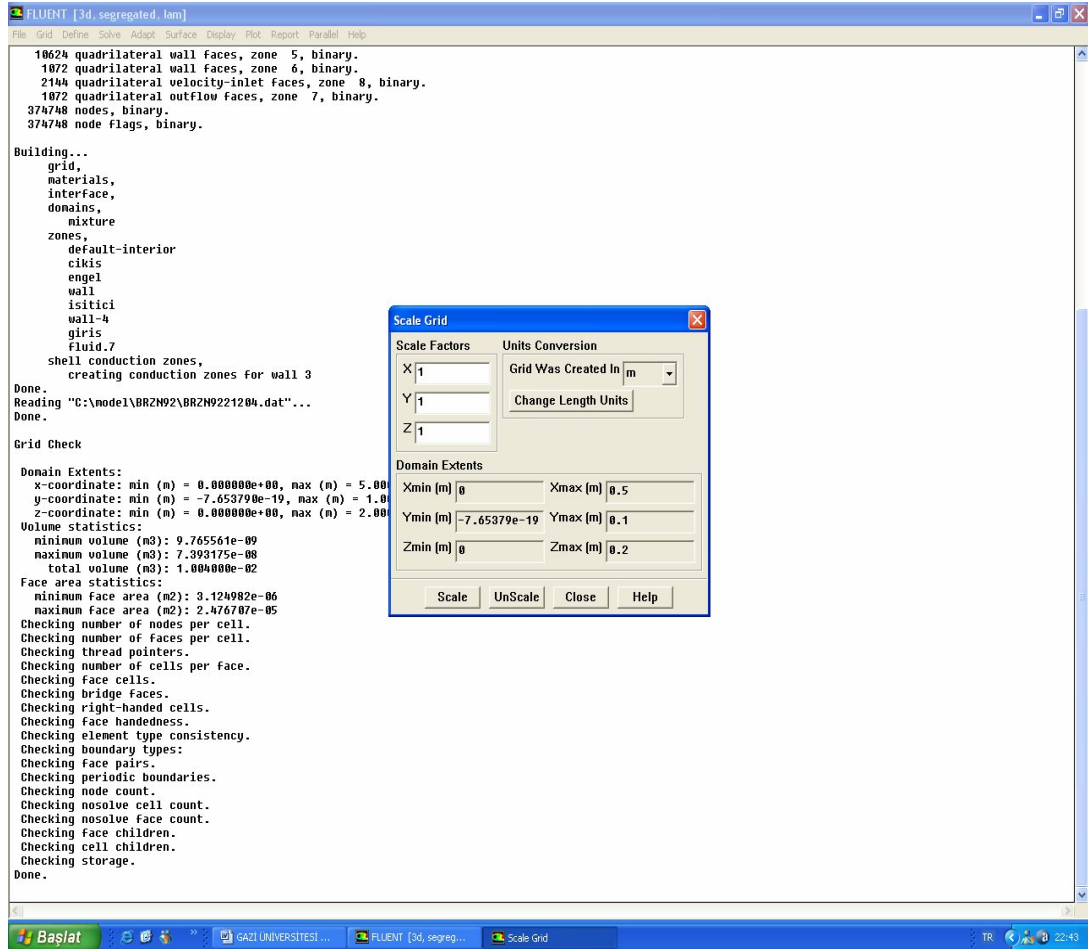 FLUENT [3d, segregated, lam]
File Grid Define Solve Adapt Surface Display Plot Report Parallel Help
10624 quadrilateral wall faces, zone 5, binary.
1072 quadrilateral wall faces, zone 6, binary.
2144 quadrilateral velocity-inlet faces, zone 8, binary.
1072 quadrilateral outflow faces, zone 7, binary.
374748 nodes, binary.
374748 node flags, binary.
Building...
grid,
materials,
interface,
domains,
mixture
zones,
default-interior
cikis
engel
wall
isitici
wall-4
giris
fluid.7
shell conduction zones,
creating conduction zones for wall 3
Done.
Reading "C:\model\BRZN92\BRZN9221204.dat"...
Done.
Grid Check
Domain Extents:
x-coordinate: min (m) = 0.000000e+00, max (m) = 5.00
y-coordinate: min (m) = -7.653790e-19, max (m) = 1.0
z-coordinate: min (m) = 0.000000e+00, max (m) = 2.00
Volume statistics:
minimum volume (m3): 9.765561e-09
maximum volume (m3): 7.393175e-08
total volume (m3): 1.004000e-02
Face area statistics:
minimum face area (m2): 3.124982e-06
maximum face area (m2): 2.476707e-05
Checking number of nodes per cell.
Checking number of faces per cell.
Checking thread pointers.
Checking number of cells per face.
Checking face cells.
Checking bridge faces.
Checking right-handed cells.
Checking face handedness.
Checking element type consistency.
Checking boundary types:
Checking face pairs.
Checking periodic boundaries.
Checking node count.
Checking nosolve cell count.
Checking nosolve face count.
Checking face children.
Checking cell children.
Checking storage.
Done.
Scale Grid
Scale Factors
X 1
Y 1
Z 1
Units Conversion
Grid Was Created In m
Change Length Units
Domain Extents
Xmin (m) 0 Xmax (m) 0.5
Ymin (m) -7.65379e-19 Ymax (m) 0.1
Zmin (m) 0 Zmax (m) 0.2
Scale UnScale Close Help
Başlat GAZİ ÜNİVERSİTESİ ... FLUENT [3d, segreg... Scale Grid TR 22:43